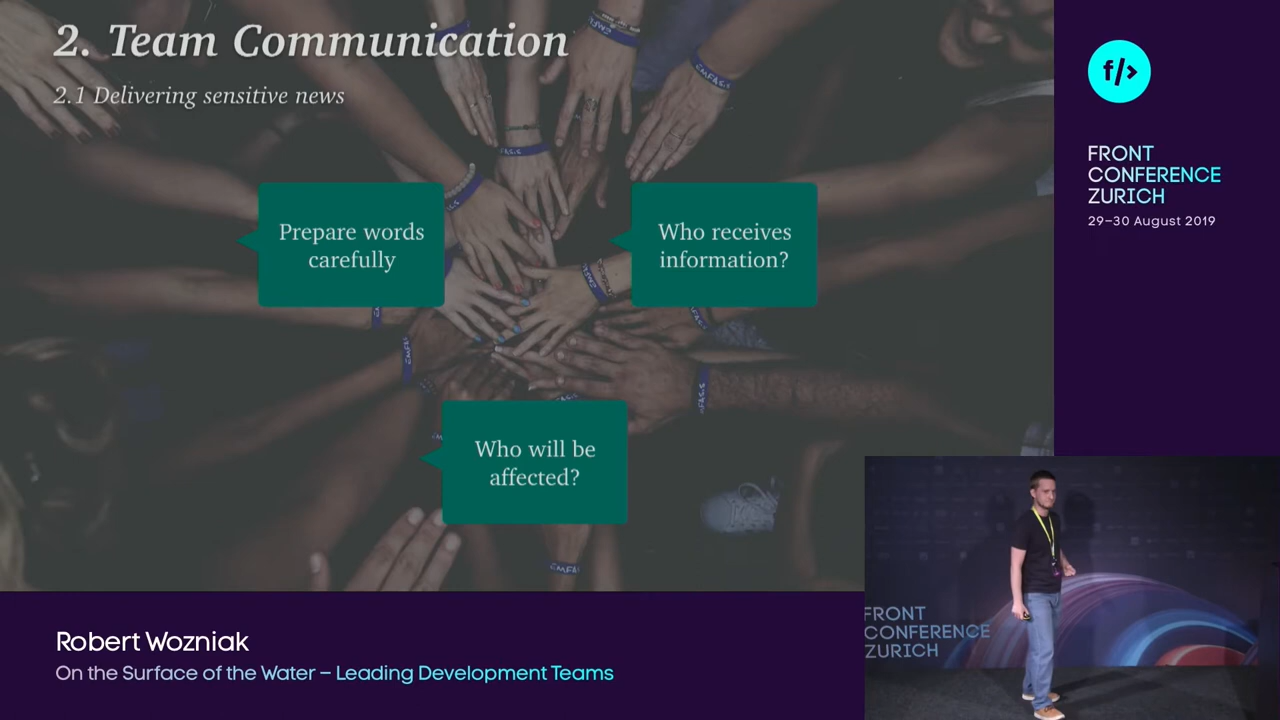 2. Team Communication
2.1 Delivering sensitive news
Prepare words
carefully
Who receives
information?
Who will be
affected?
f/>
FRONT
CONFERENCE
ZURICH
29–30 August 2019
FRONT
CONFERENCE
ZURICH
Robert Wozniak
On the Surface of the Water – Leading Development Teams